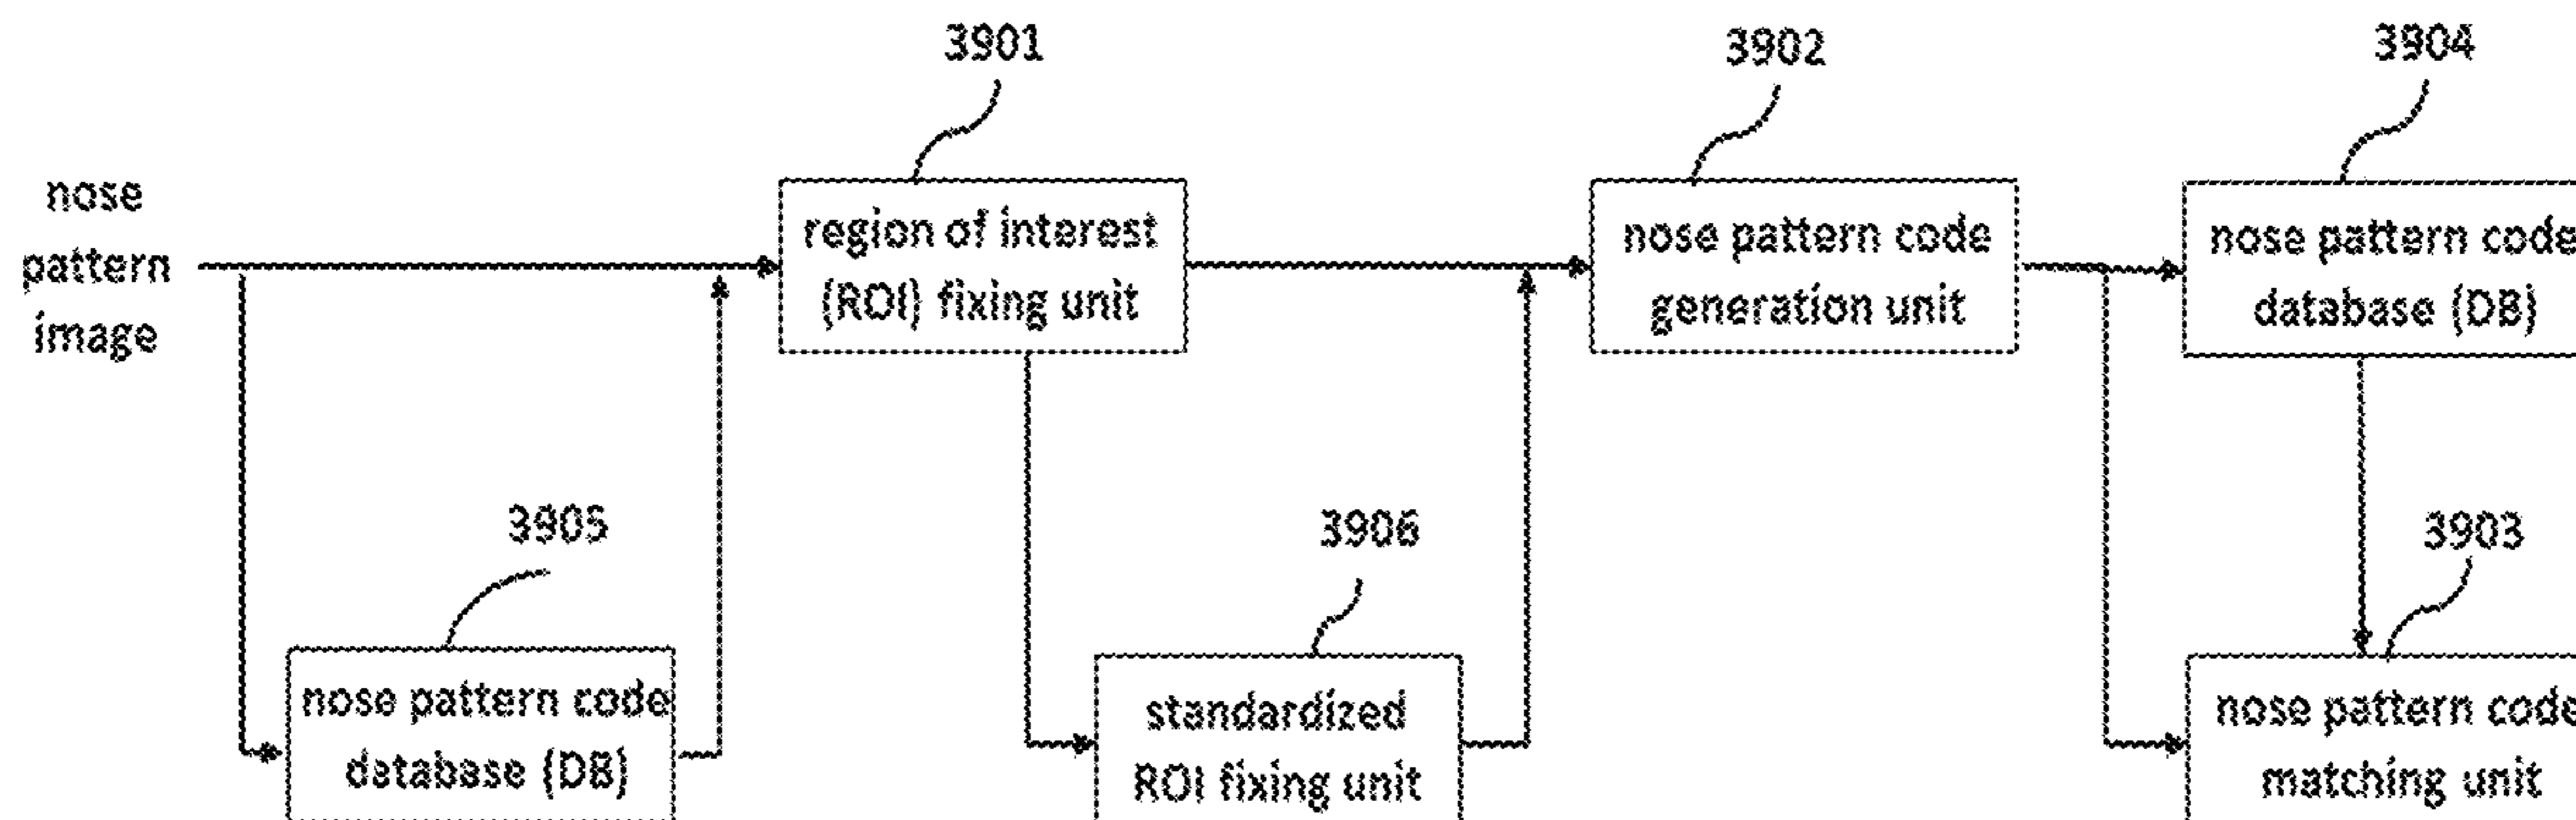 3901
3902
3904
nose
pattern
image
region of interest
(ROI) fixing unit
nose pattern code
generation unit
nose pattern code
database (DB)
3905
3906
3903
nose pattern code
database (DB)
standardized
ROI fixing unit
nose pattern code
matching unit